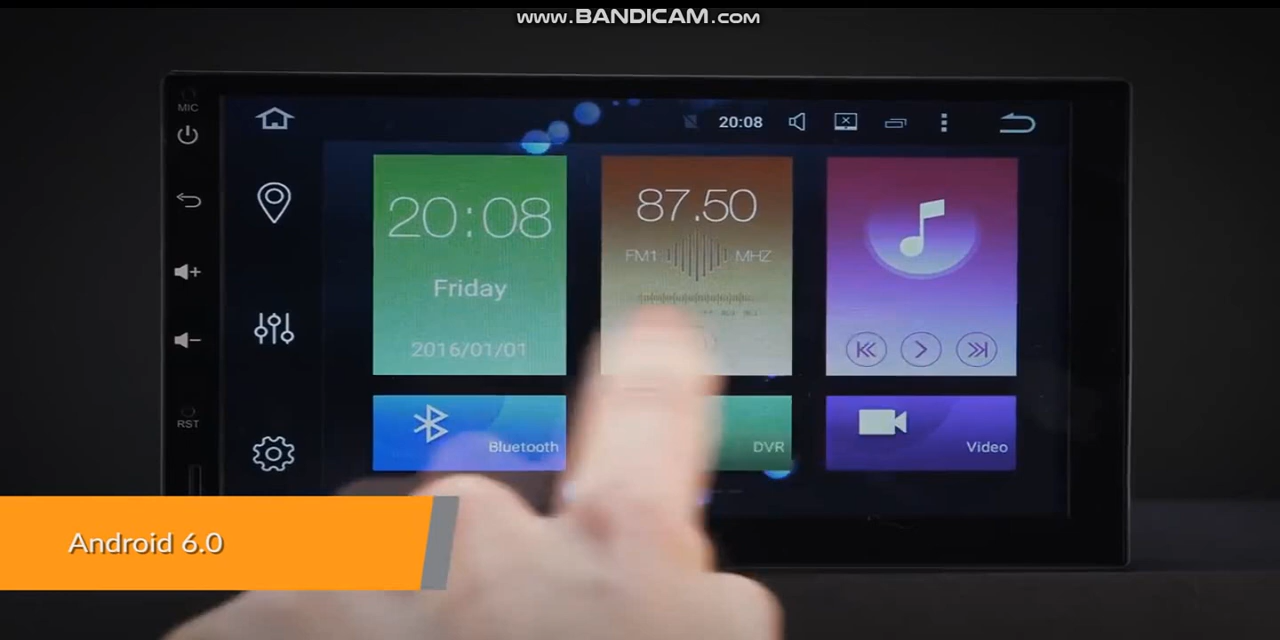 www.BANDICAM.com
MIC
20:08
20:08
Friday
2016/01/01
87.50
FM1
MHZ
RST
Bluetooth
DVR
Video
Android 6.0